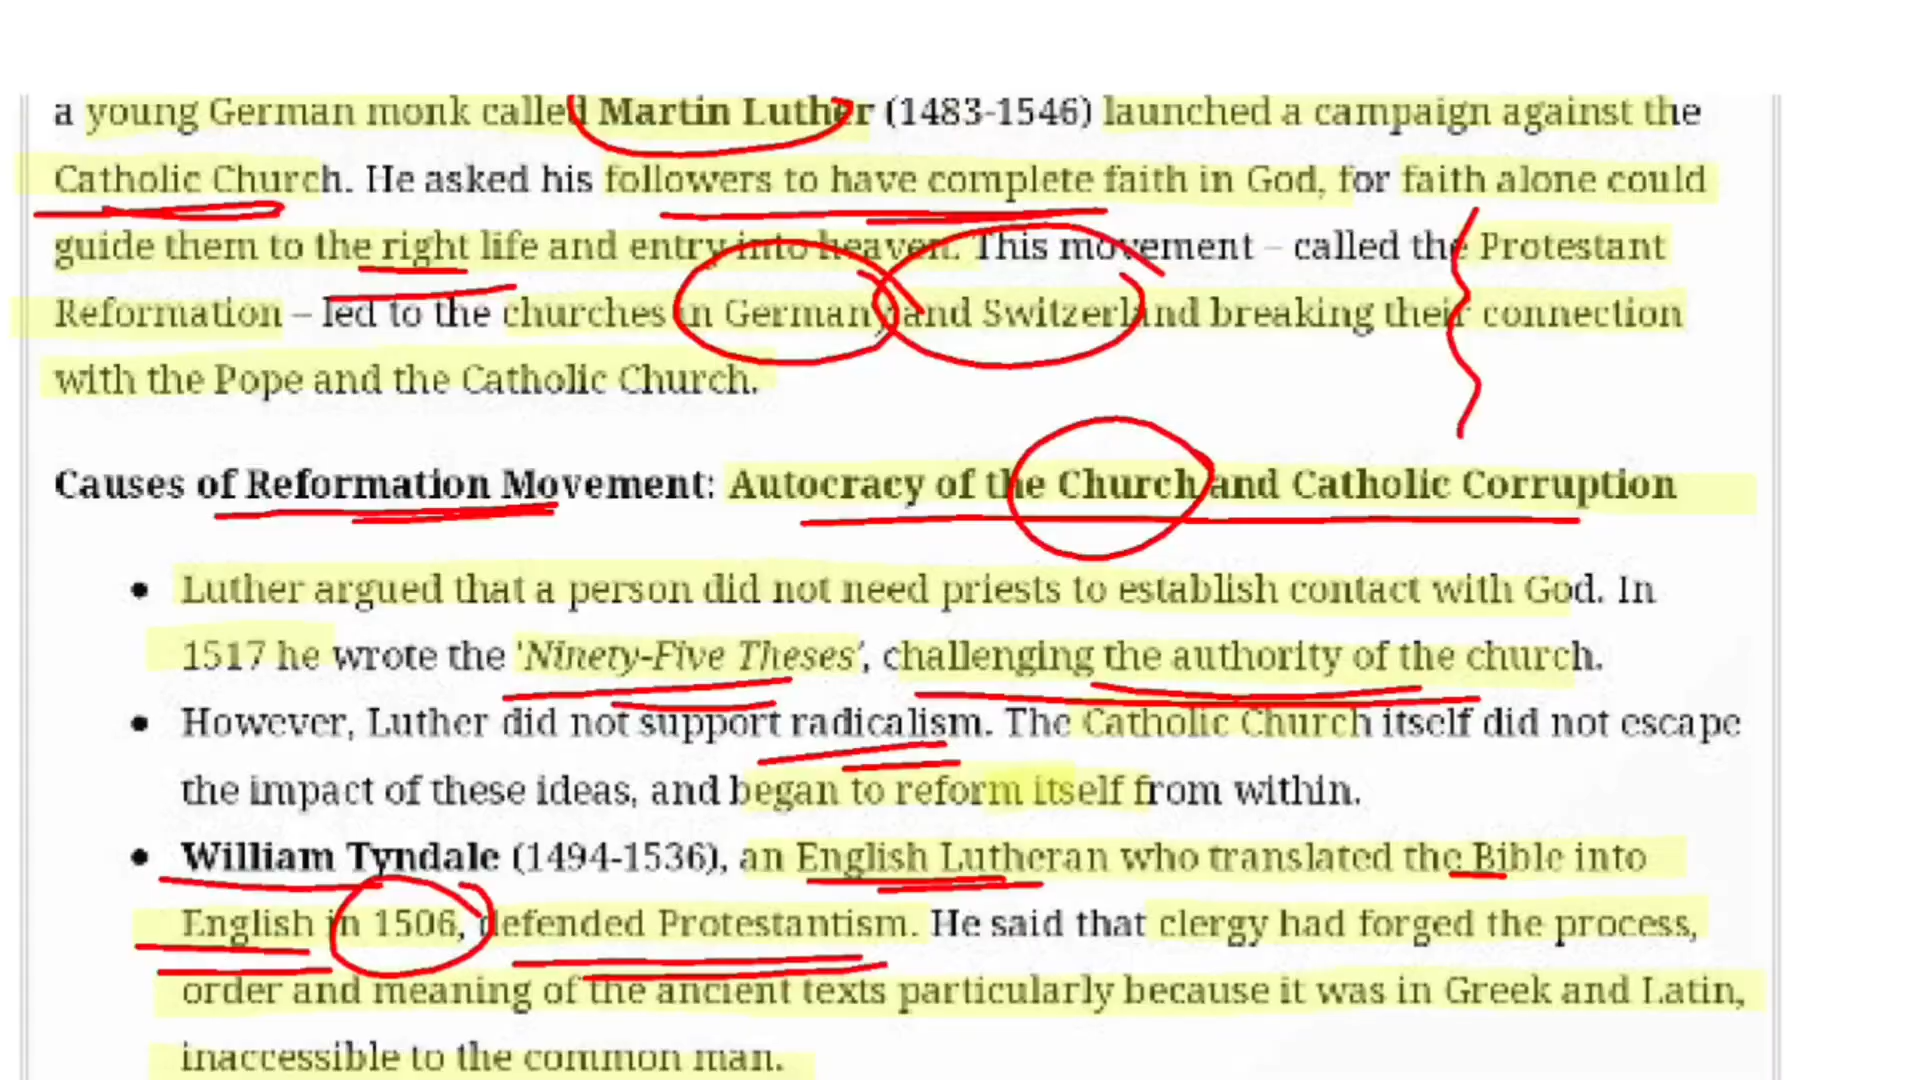 a young German monk called Martin Luther (1483-1546) launched a campaign against the
Catholic Church. He asked his followers to have complete faith in God, for faith alone could
guide them to the right life and entry into heaven. This movement – called the Protestant
Reformation – led to the churches in Germany and Switzerland breaking their connection
with the Pope and the Catholic Church.
Causes of Reformation Movement: Autocracy of the Church and Catholic Corruption
• Luther argued that a person did not need priests to establish contact with God. In
1517 he wrote the 'Ninety-Five Theses', challenging the authority of the church.
• However, Luther did not support radicalism. The Catholic Church itself did not escape
the impact of these ideas, and began to reform itself from within.
• William Tyndale (1494-1536), an English Lutheran who translated the Bible into
English in 1506, defended Protestantism. He said that clergy had forged the process,
order and meaning of the ancient texts particularly because it was in Greek and Latin,
inaccessible to the common man.